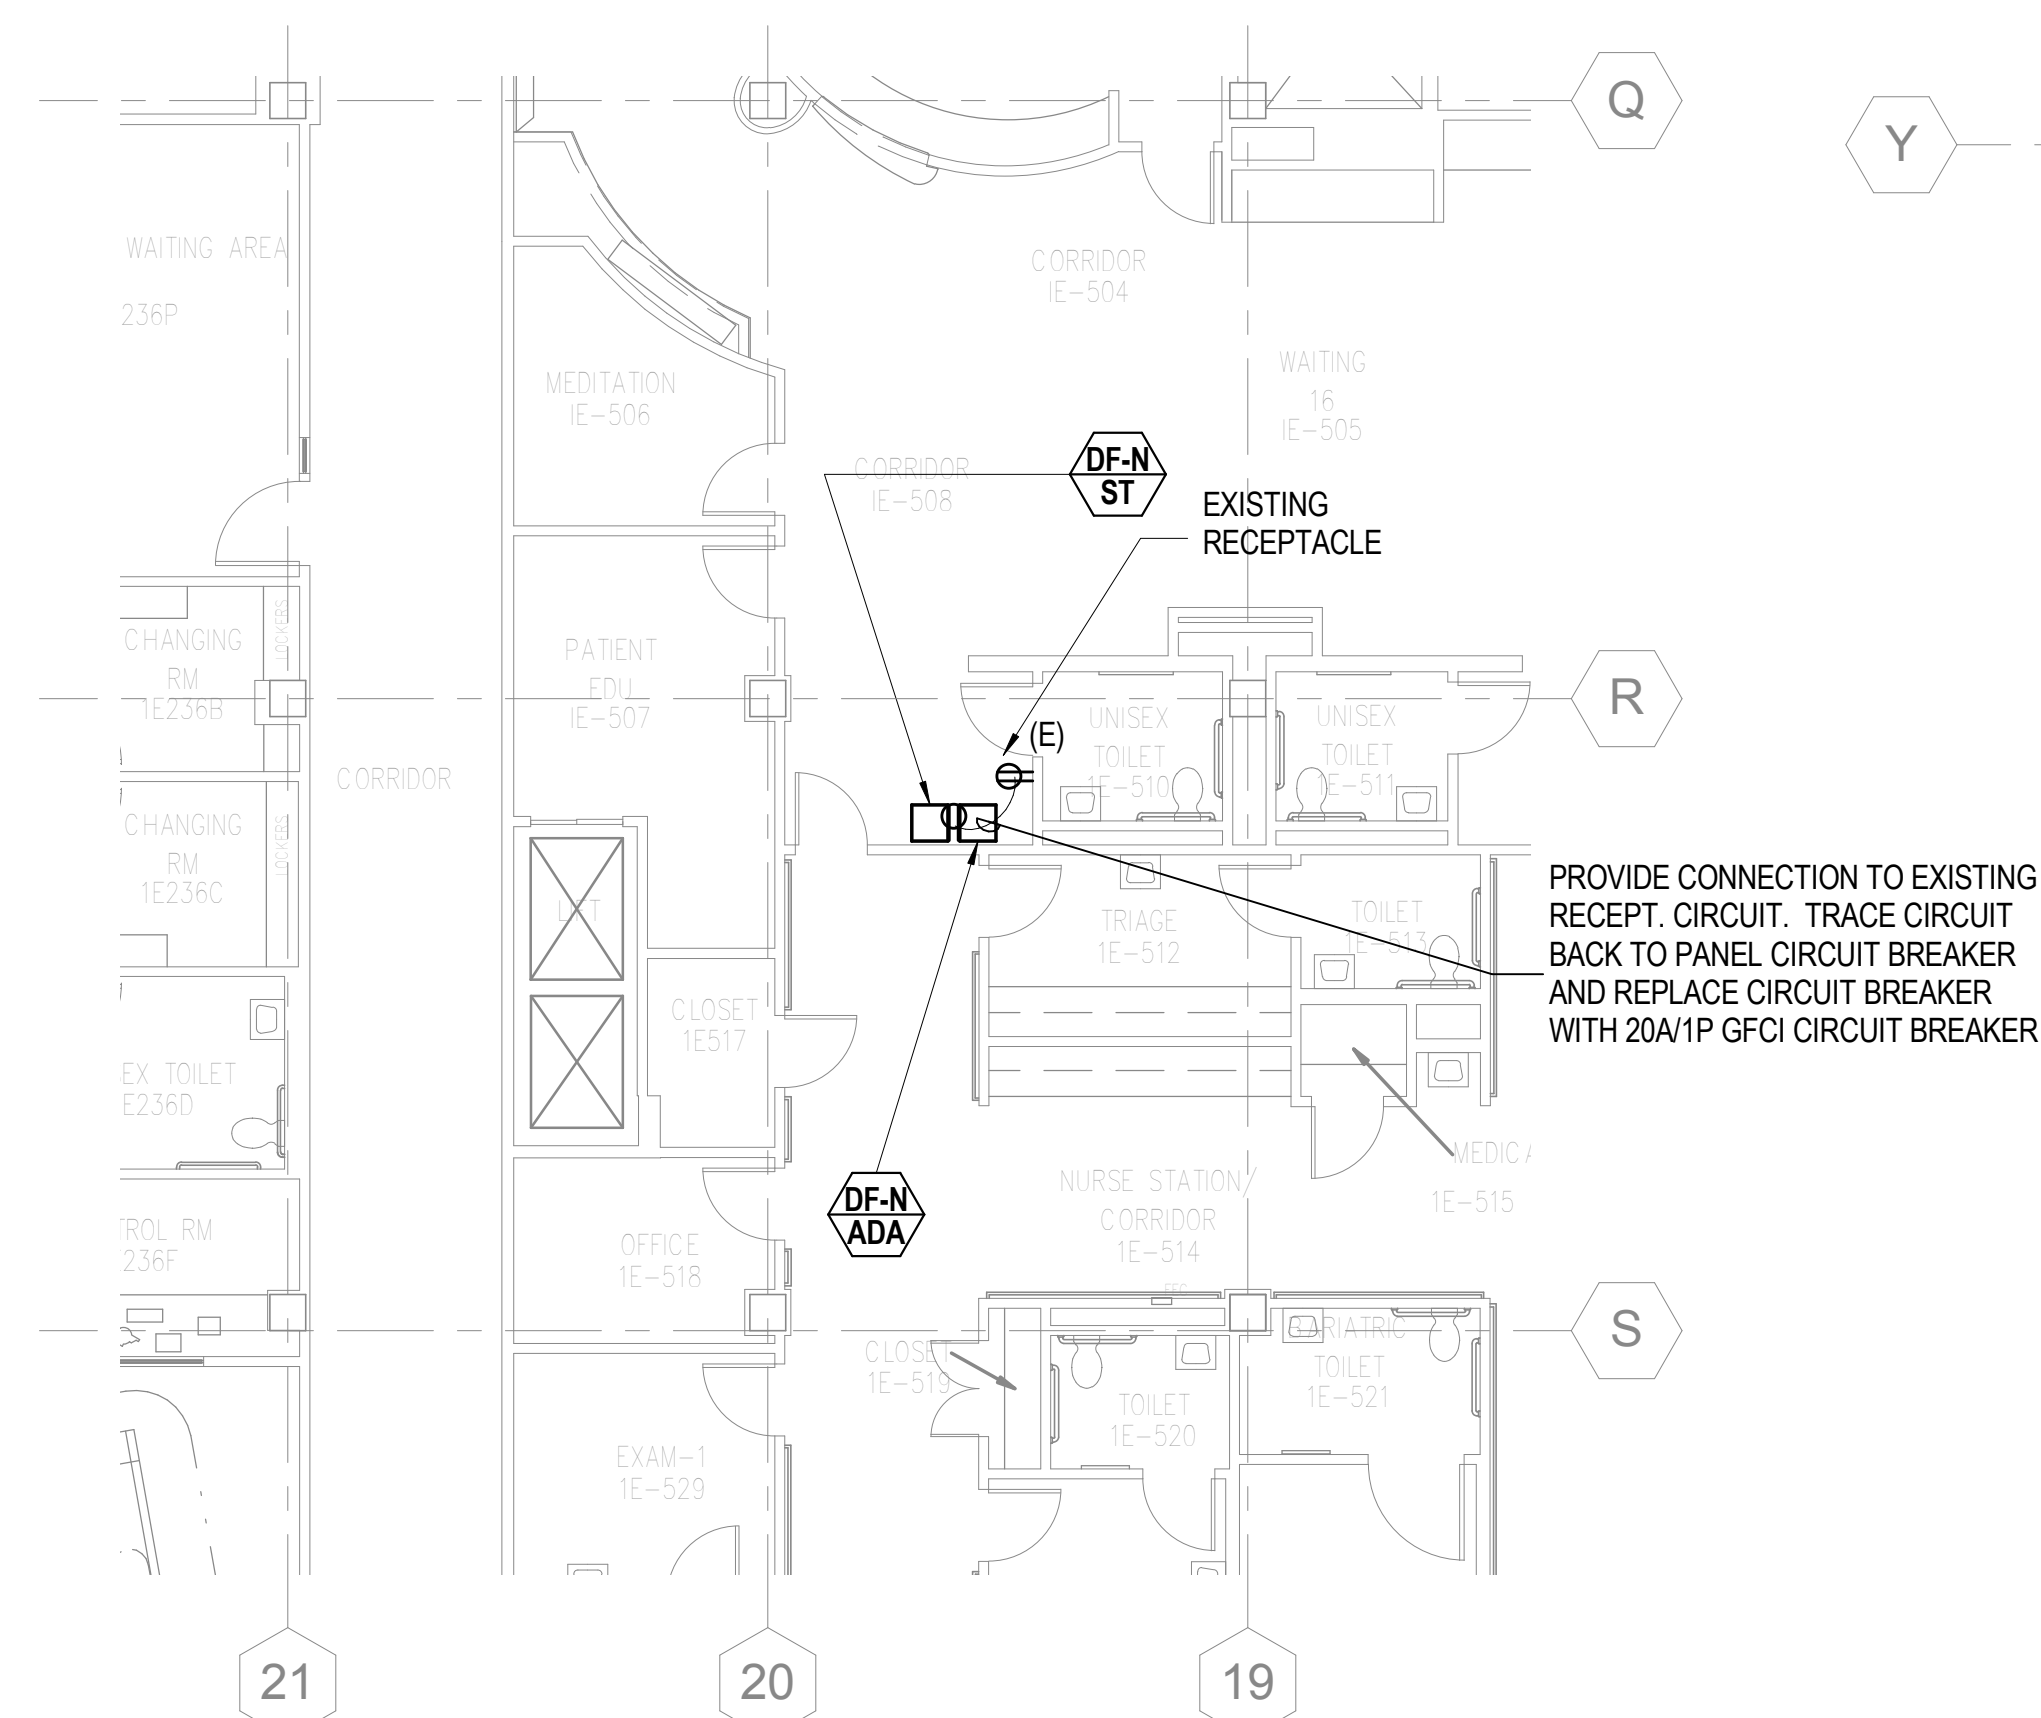 Q
Y
WAITING AREA
236P
CORRIDOR
IE-504
MEDITATION
IE-506
WAITING
16
IE-505
CORRIDOR
IE-508
DF-N
ST
EXISTING
RECEPTACLE
CHANGING
RM
1E236B
LOCKERS
PATIENT
EDU
IE-507
UNISEX
TOILET
1E-510
UNISEX
TOILET
1E-511
R
(E)
CORRIDOR
CHANGING
RM
1E236C
LOCKERS
LIFT
TRIAGE
1E-512
TOILET
1E-513
PROVIDE CONNECTION TO EXISTING
RECEPT. CIRCUIT. TRACE CIRCUIT
BACK TO PANEL CIRCUIT BREAKER
AND REPLACE CIRCUIT BREAKER
WITH 20A/1P GFCI CIRCUIT BREAKER
CLOSET
1E517
EX TOILET
E236D
MEDICA
1E-515
DF-N
ADA
NURSE STATION/
CORRIDOR
1E-514
TROL RM
236F
OFFICE
1E-518
FEC
S
CLOSET
1E-519
BARIATRIC
TOILET
1E-521
TOILET
1E-520
EXAM-1
1E-529
21
20
19